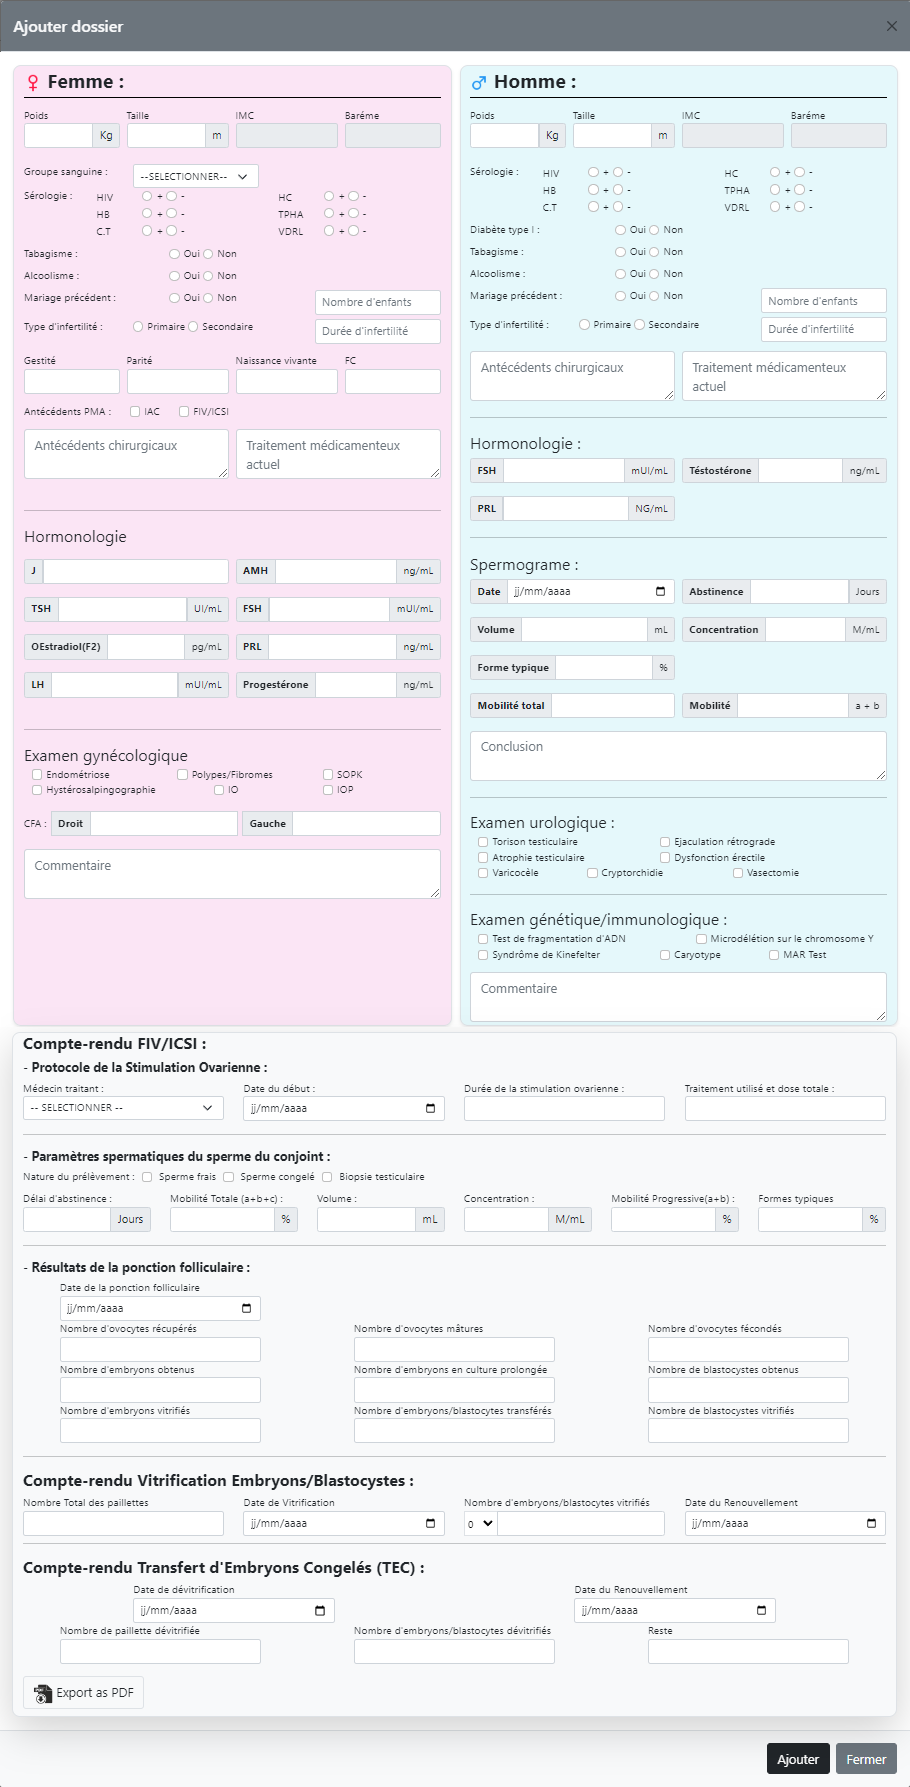 Ajouter dossier
×
Femme :
Poids Taille IMC Baréme
Kg m
Groupe sanguine : --SELECTIONNER--
Sérologie : HIV + - HC + -
HB + - TPHA + -
C.T + - VDRL + -
Tabagisme : Oui Non
Alcoolisme : Oui Non
Mariage précédent : Oui Non Nombre d'enfants
Type d'infertilité : Primaire Secondaire Durée d'infertilité
Gestité Parité Naissance vivante FC
Antécédents PMA : IAC FIV/ICSI
Antécédents chirurgicaux Traitement médicamenteux
actuel
Hormonologie
J AMH ng/mL
TSH UI/mL FSH mUI/mL
OEstradiol(F2) pg/mL PRL ng/mL
LH mUI/mL Progestérone ng/mL
Examen gynécologique
Endométriose Polypes/Fibromes SOPK
Hystérosalpingographie IO IOP
CFA : Droit Gauche
Commentaire
Homme :
Poids Taille IMC Baréme
Kg m
Sérologie : HIV + - HC + -
HB + - TPHA + -
C.T + - VDRL + -
Diabète type I : Oui Non
Tabagisme : Oui Non
Alcoolisme : Oui Non
Mariage précédent : Oui Non Nombre d'enfants
Type d'infertilité : Primaire Secondaire Durée d'infertilité
Antécédents chirurgicaux Traitement médicamenteux
actuel
Hormonologie :
FSH mUI/mL Téstostérone ng/mL
PRL NG/mL
Spermograme :
Date jj/mm/aaaa Abstinence Jours
Volume mL Concentration M/mL
Forme typique %
Mobilité total Mobilité a + b
Conclusion
Examen urologique :
Torison testiculaire Ejaculation rétrograde
Atrophie testiculaire Dysfonction érectile
Varicocèle Cryptorchidie Vasectomie
Examen génétique/immunologique :
Test de fragmentation d'ADN Microdélétion sur le chromosome Y
Syndrôme de Kinefelter Caryotype MAR Test
Commentaire
Compte-rendu FIV/ICSI :
- Protocole de la Stimulation Ovarienne :
Médecin traitant : Date du début : Durée de la stimulation ovarienne : Traitement utilisé et dose totale :
-- SELECTIONNER -- jj/mm/aaaa
- Paramètres spermatiques du sperme du conjoint :
Nature du prélèvement : Sperme frais Sperme congelé Biopsie testiculaire
Délai d'abstinence : Mobilité Totale (a+b+c) : Volume : Concentration : Mobilité Progressive(a+b) : Formes typiques
Jours % mL M/mL % %
- Résultats de la ponction folliculaire :
Date de la ponction folliculaire
jj/mm/aaaa
Nombre d'ovocytes récupérés Nombre d'ovocytes mâtures Nombre d'ovocytes fécondés
Nombre d'embryons obtenus Nombre d'embryons en culture prolongée Nombre de blastocystes obtenus
Nombre d'embryons vitrifiés Nombre d'embryons/blastocytes transférés Nombre de blastocystes vitrifiés
Compte-rendu Vitrification Embryons/Blastocystes :
Nombre Total des paillettes Date de Vitrification Nombre d'embryons/blastocytes vitrifiés Date du Renouvellement
jj/mm/aaaa 0 jj/mm/aaaa
Compte-rendu Transfert d'Embryons Congelés (TEC) :
Date de dévitrification Date du Renouvellement
jj/mm/aaaa jj/mm/aaaa
Nombre de paillette dévitrifiée Nombre d'embryons/blastocytes dévitrifiés Reste
Export as PDF
Ajouter Fermer